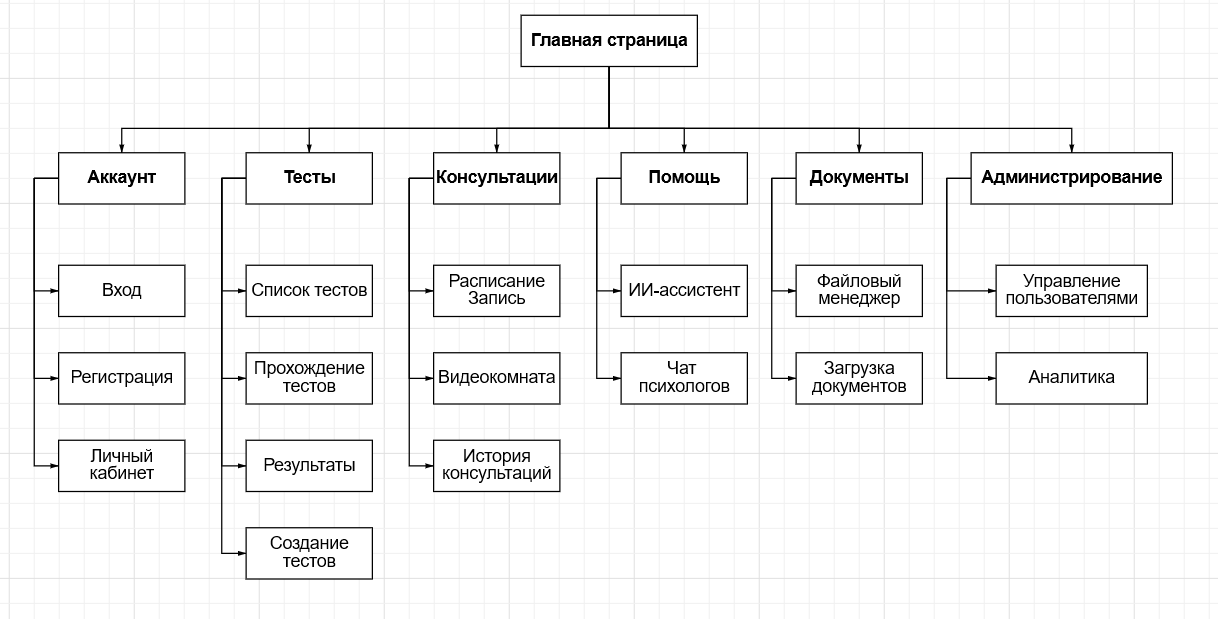 Главная страница
Аккаунт
Тесты
Консультации
Помощь
Документы
Администрирование
Вход
Список тестов
Расписание
Запись
ИИ-ассистент
Файловый
менеджер
Управление
пользователями
Регистрация
Прохождение
тестов
Видеокомната
Чат
психологов
Загрузка
документов
Аналитика
Личный
кабинет
Результаты
История
консультаций
Создание
тестов